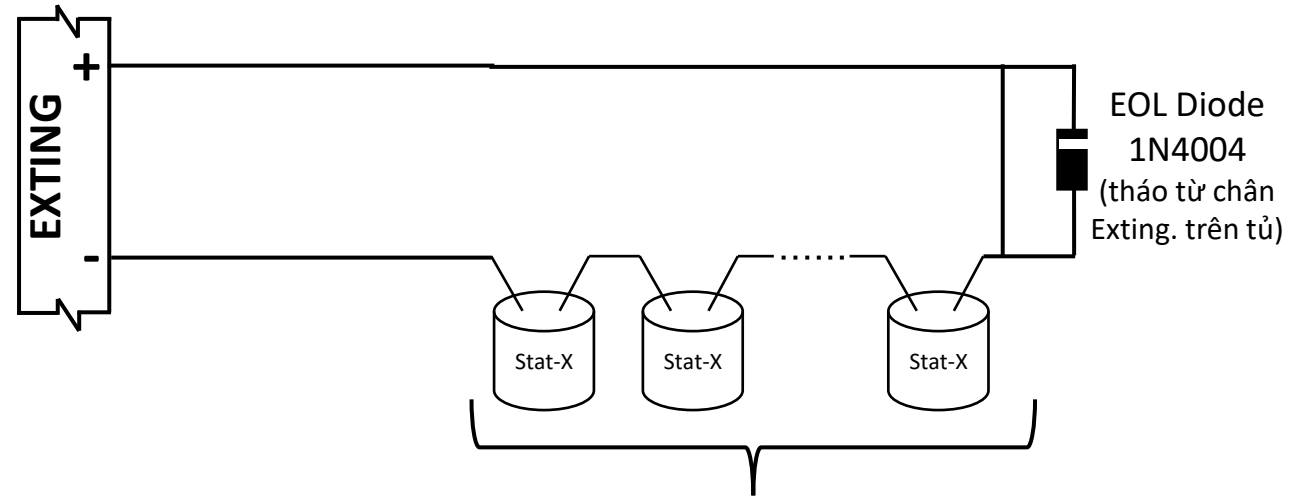 EXTING
+
-
EOL Diode
1N4004
(tháo từ chân
Exting. trên tủ)
Stat-X
Stat-X
......
Stat-X